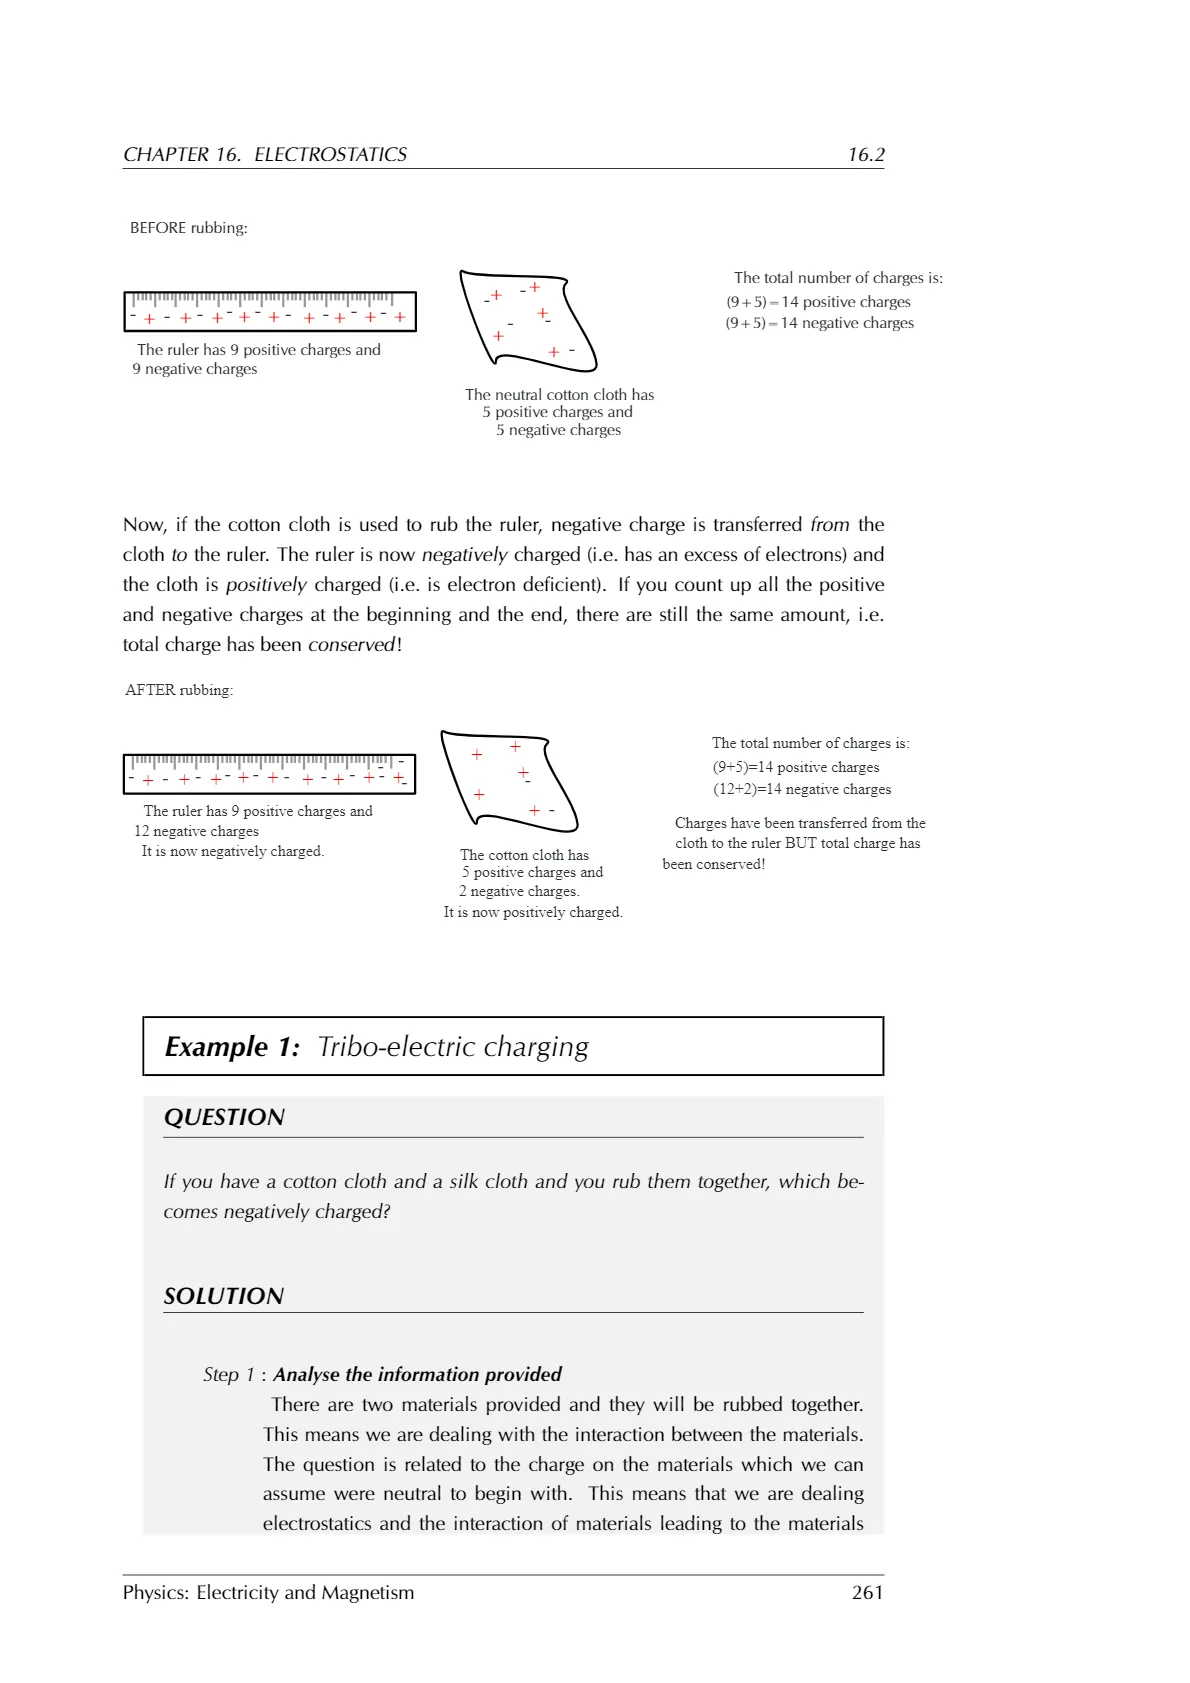 CHAPTER 16. ELECTROSTATICS 16.2
BEFORE rubbing:
The ruler has 9 positive charges and
9 negative charges
The neutral cotton cloth has
5 positive charges and
5 negative charges
The total number of charges is:
(9 + 5) = 14 positive charges
(9 + 5) = 14 negative charges
Now, if the cotton cloth is used to rub the ruler, negative charge is transferred from the
cloth to the ruler. The ruler is now negatively charged (i.e. has an excess of electrons) and
the cloth is positively charged (i.e. is electron deficient). If you count up all the positive
and negative charges at the beginning and the end, there are still the same amount, i.e.
total charge has been conserved!
AFTER rubbing:
The ruler has 9 positive charges and
12 negative charges
It is now negatively charged.
The cotton cloth has
5 positive charges and
2 negative charges.
It is now positively charged.
The total number of charges is:
(9+5)=14 positive charges
(12+2)=14 negative charges
Charges have been transferred from the
cloth to the ruler BUT total charge has
been conserved!
Example 1: Tribo-electric charging
QUESTION
If you have a cotton cloth and a silk cloth and you rub them together, which be-
comes negatively charged?
SOLUTION
Step 1 : Analyse the information provided
There are two materials provided and they will be rubbed together.
This means we are dealing with the interaction between the materials.
The question is related to the charge on the materials which we can
assume were neutral to begin with. This means that we are dealing
electrostatics and the interaction of materials leading to the materials
Physics: Electricity and Magnetism 261